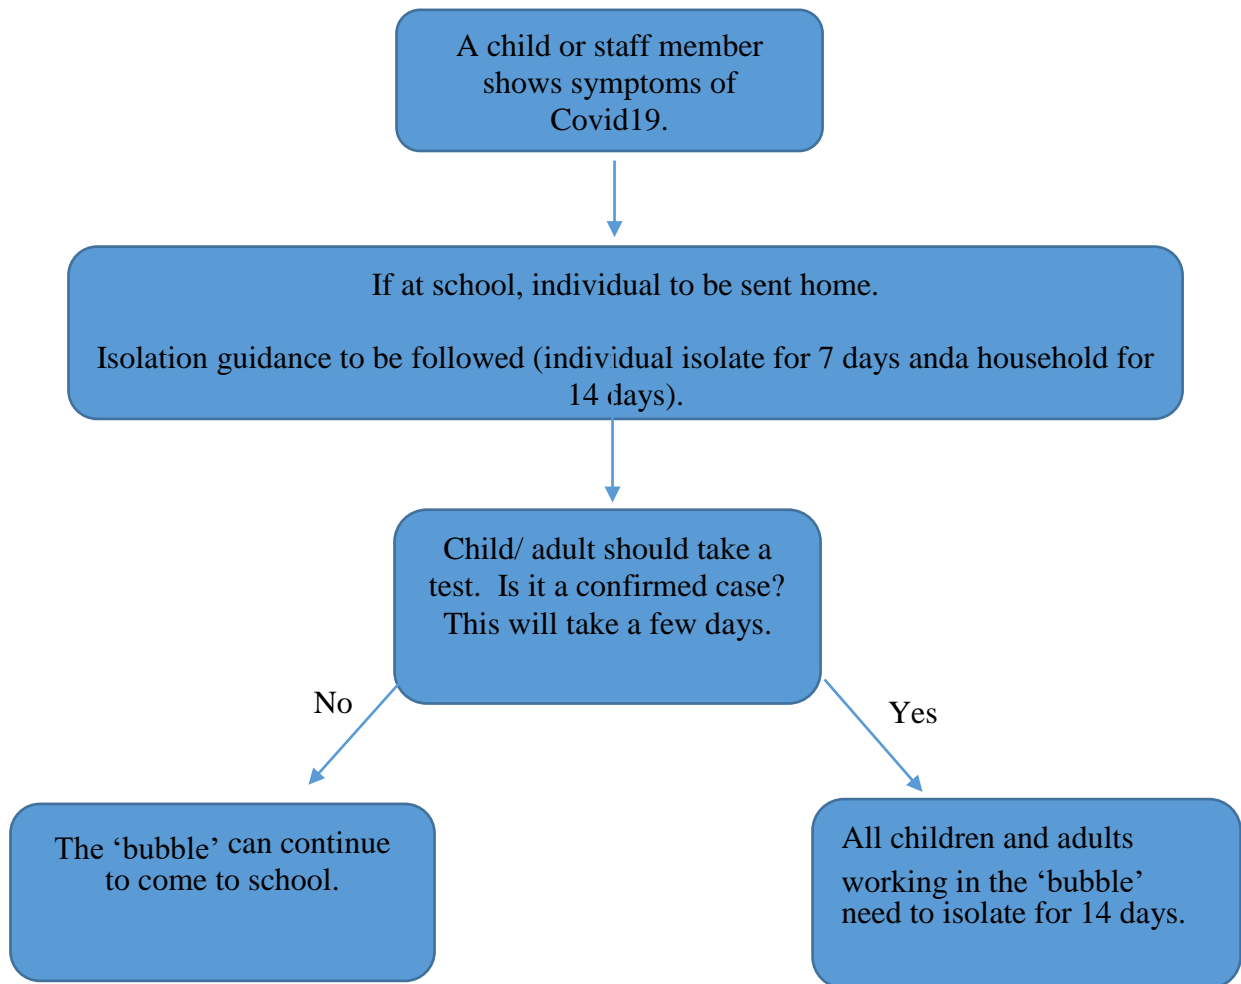 A child or staff member
shows symptoms of
Covid19.
If at school, individual to be sent home.
Isolation guidance to be followed (individual isolate for 7 days anda household for
14 days).
Child/ adult should take a
test.  Is it a confirmed case?
This will take a few days.
No
Yes
The ‘bubble’ can continue
to come to school.
All children and adults
working in the ‘bubble’
need to isolate for 14 days.